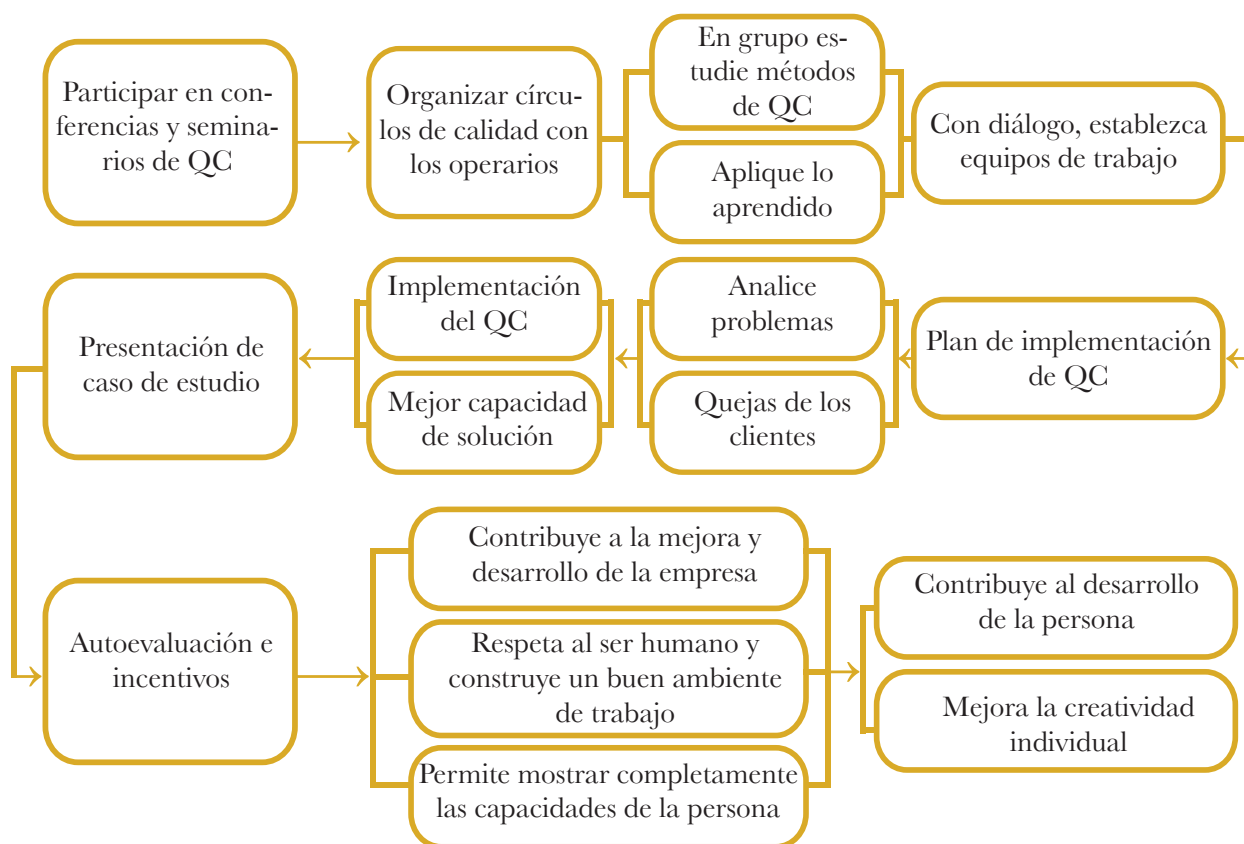 Participar en con-
ferencias y semina-
rios de QC
Organizar círcu-
los de calidad con
los operarios
En grupo es-
tudie métodos
de QC
Aplique lo
aprendido
Con diálogo, establezca
equipos de trabajo
Plan de implementación
de QC
Analice
problemas
Quejas de los
clientes
Implementación
del QC
Mejor capacidad
de solución
Presentación de
caso de estudio
Autoevaluación e
incentivos
Contribuye a la mejora y
desarrollo de la empresa
Respeta al ser humano y
construye un buen ambiente
de trabajo
Permite mostrar completamente
las capacidades de la persona
Contribuye al desarrollo
de la persona
Mejora la creatividad
individual